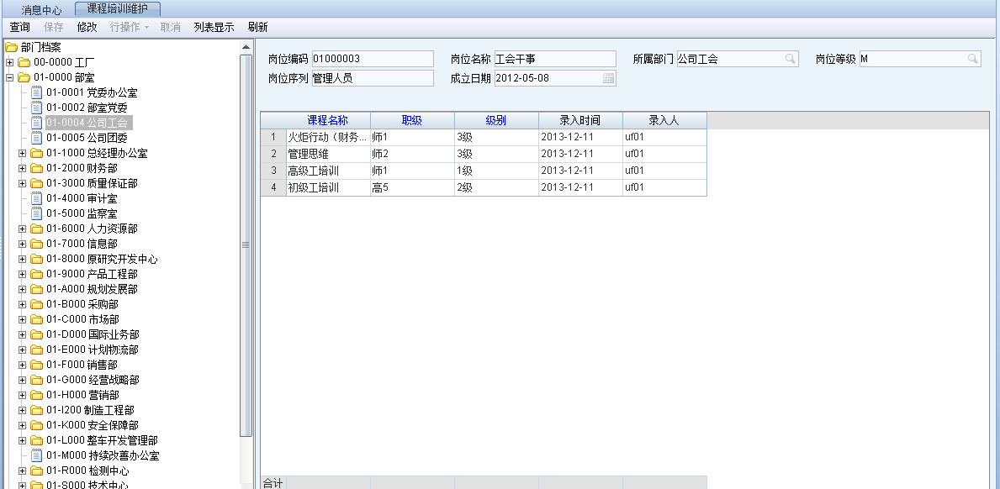 消息中心 课程培训维护
查询 保存 修改 行操作 取消 列表显示 刷新
部门档案
00-0000 工厂
01-0000 部室
01-0001 党委办公室
01-0002 部室党委
01-0004 公司工会
01-0005 公司团委
01-1000 总经理办公室
01-2000 财务部
01-3000 质量保证部
01-4000 审计室
01-5000 监察室
01-6000 人力资源部
01-7000 信息部
01-8000 原研究开发中心
01-9000 产品工程部
01-A000 规划发展部
01-B000 采购部
01-C000 市场部
01-D000 国际业务部
01-E000 计划物流部
01-F000 销售部
01-G000 经营战略部
01-H000 营销部
01-I200 制造工程部
01-K000 安全保障部
01-L000 整车开发管理部
01-M000 持续改善办公室
01-R000 检测中心
01-S000 技术中心
岗位编码 01000003 岗位名称 工会干事 所属部门 公司工会 岗位等级 M
岗位序列 管理人员 成立日期 2012-05-08
课程名称 职级 级别 录入时间 录入人
1 火炬行动（财务... 师1 3级 2013-12-11 uf01
2 管理思维 师2 3级 2013-12-11 uf01
3 高级工培训 师1 1级 2013-12-11 uf01
4 初级工培训 高5 2级 2013-12-11 uf01
合计